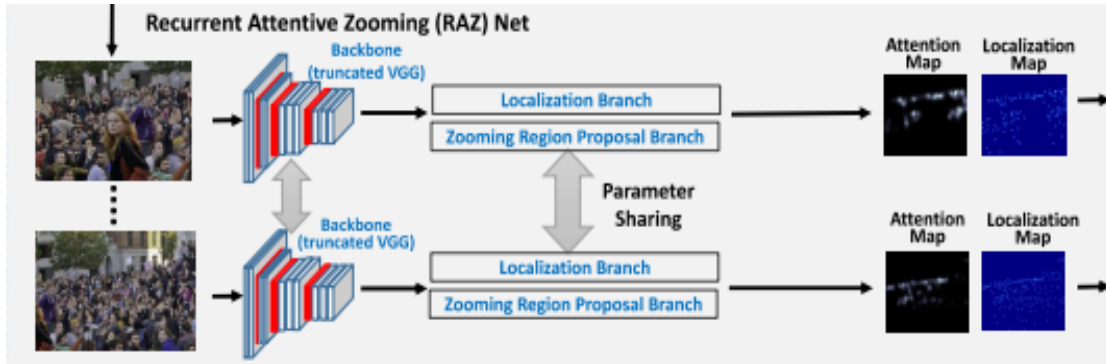 Recurrent Attentive Zooming (RAZ) Net
Backbone
(truncated VGG)
Localization Branch
Zooming Region Proposal Branch
Attention
Map
Localization
Map
Parameter
Sharing
Backbone
(truncated VGG)
Localization Branch
Zooming Region Proposal Branch
Attention
Map
Localization
Map